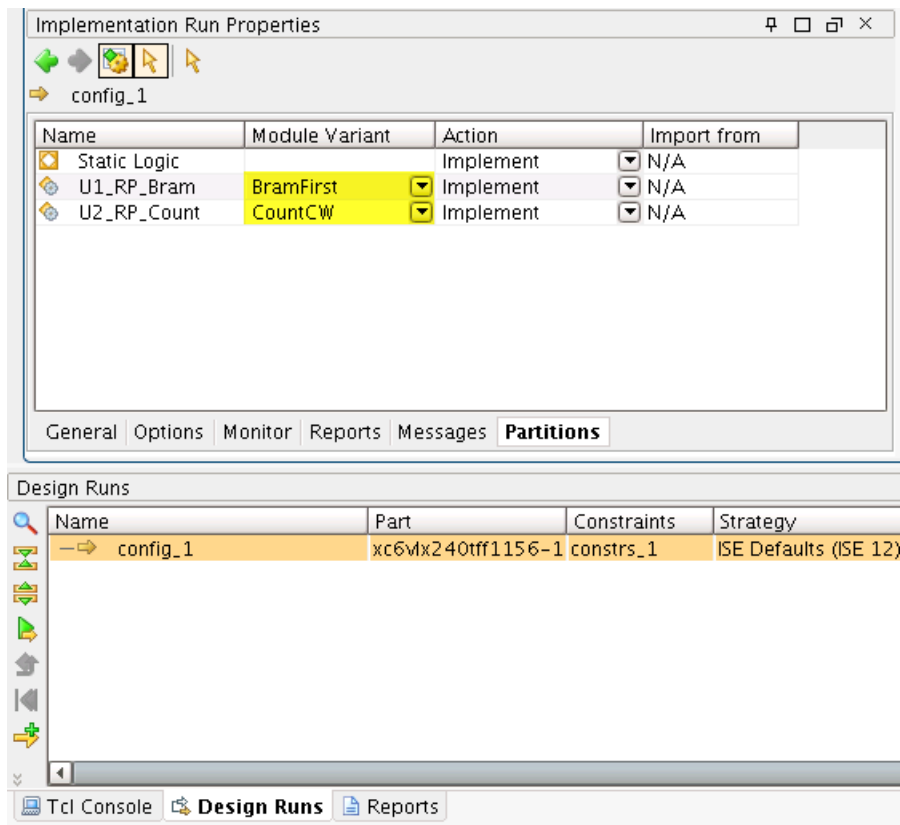 Implementation Run Properties
config_1
Name Module Variant Action Import from
Static Logic Implement N/A
U1_RP_Bram BramFirst Implement N/A
U2_RP_Count CountCW Implement N/A
General Options Monitor Reports Messages Partitions
Design Runs
Name Part Constraints Strategy
config_1 xc6vlx240tff1156-1 constrs_1 ISE Defaults (ISE 12)
Tcl Console Design Runs Reports